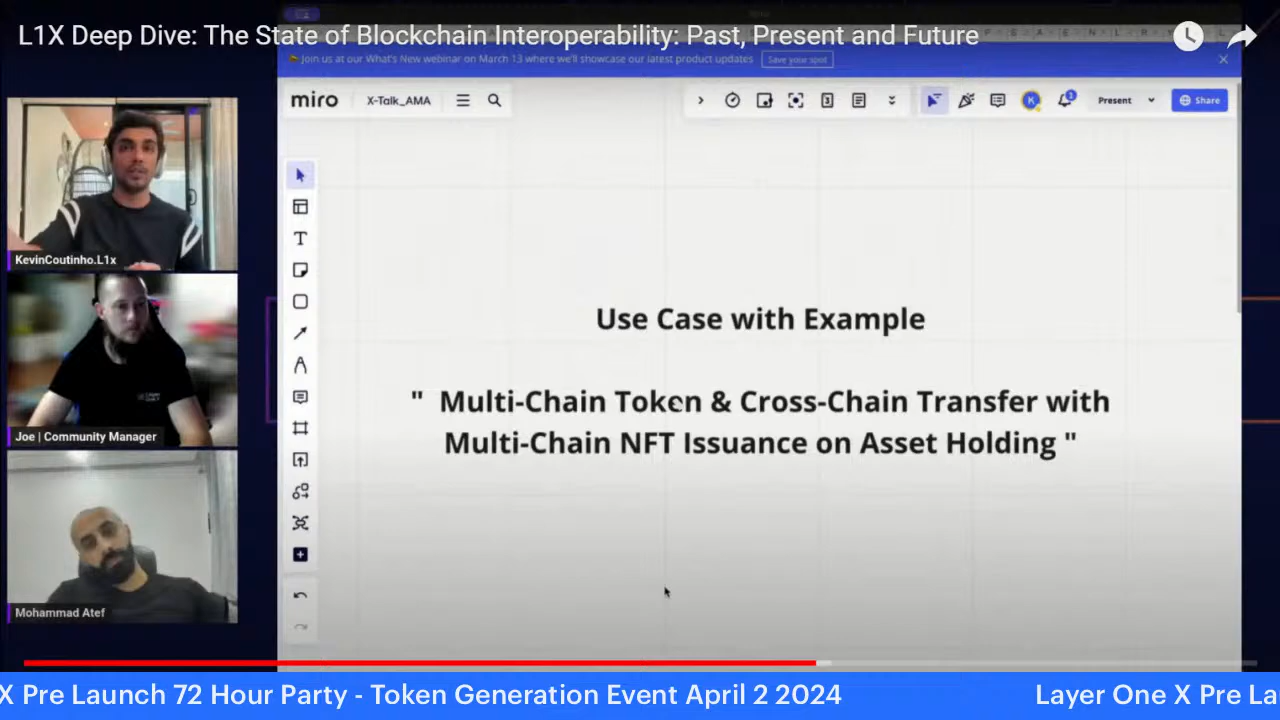 L1X Deep Dive: The State of Blockchain Interoperability: Past, Present and Future
Join us at our What's New webinar on March 13 where we'll showcase our latest product updates
Save your spot
miro
X-Talk_AMA
3
K
1
Present
Share
KevinCoutinho.L1x
Joe | Community Manager
Mohammad Atef
Use Case with Example
" Multi-Chain Token & Cross-Chain Transfer with
Multi-Chain NFT Issuance on Asset Holding "
X Pre Launch 72 Hour Party - Token Generation Event April 2 2024
Layer One X Pre La